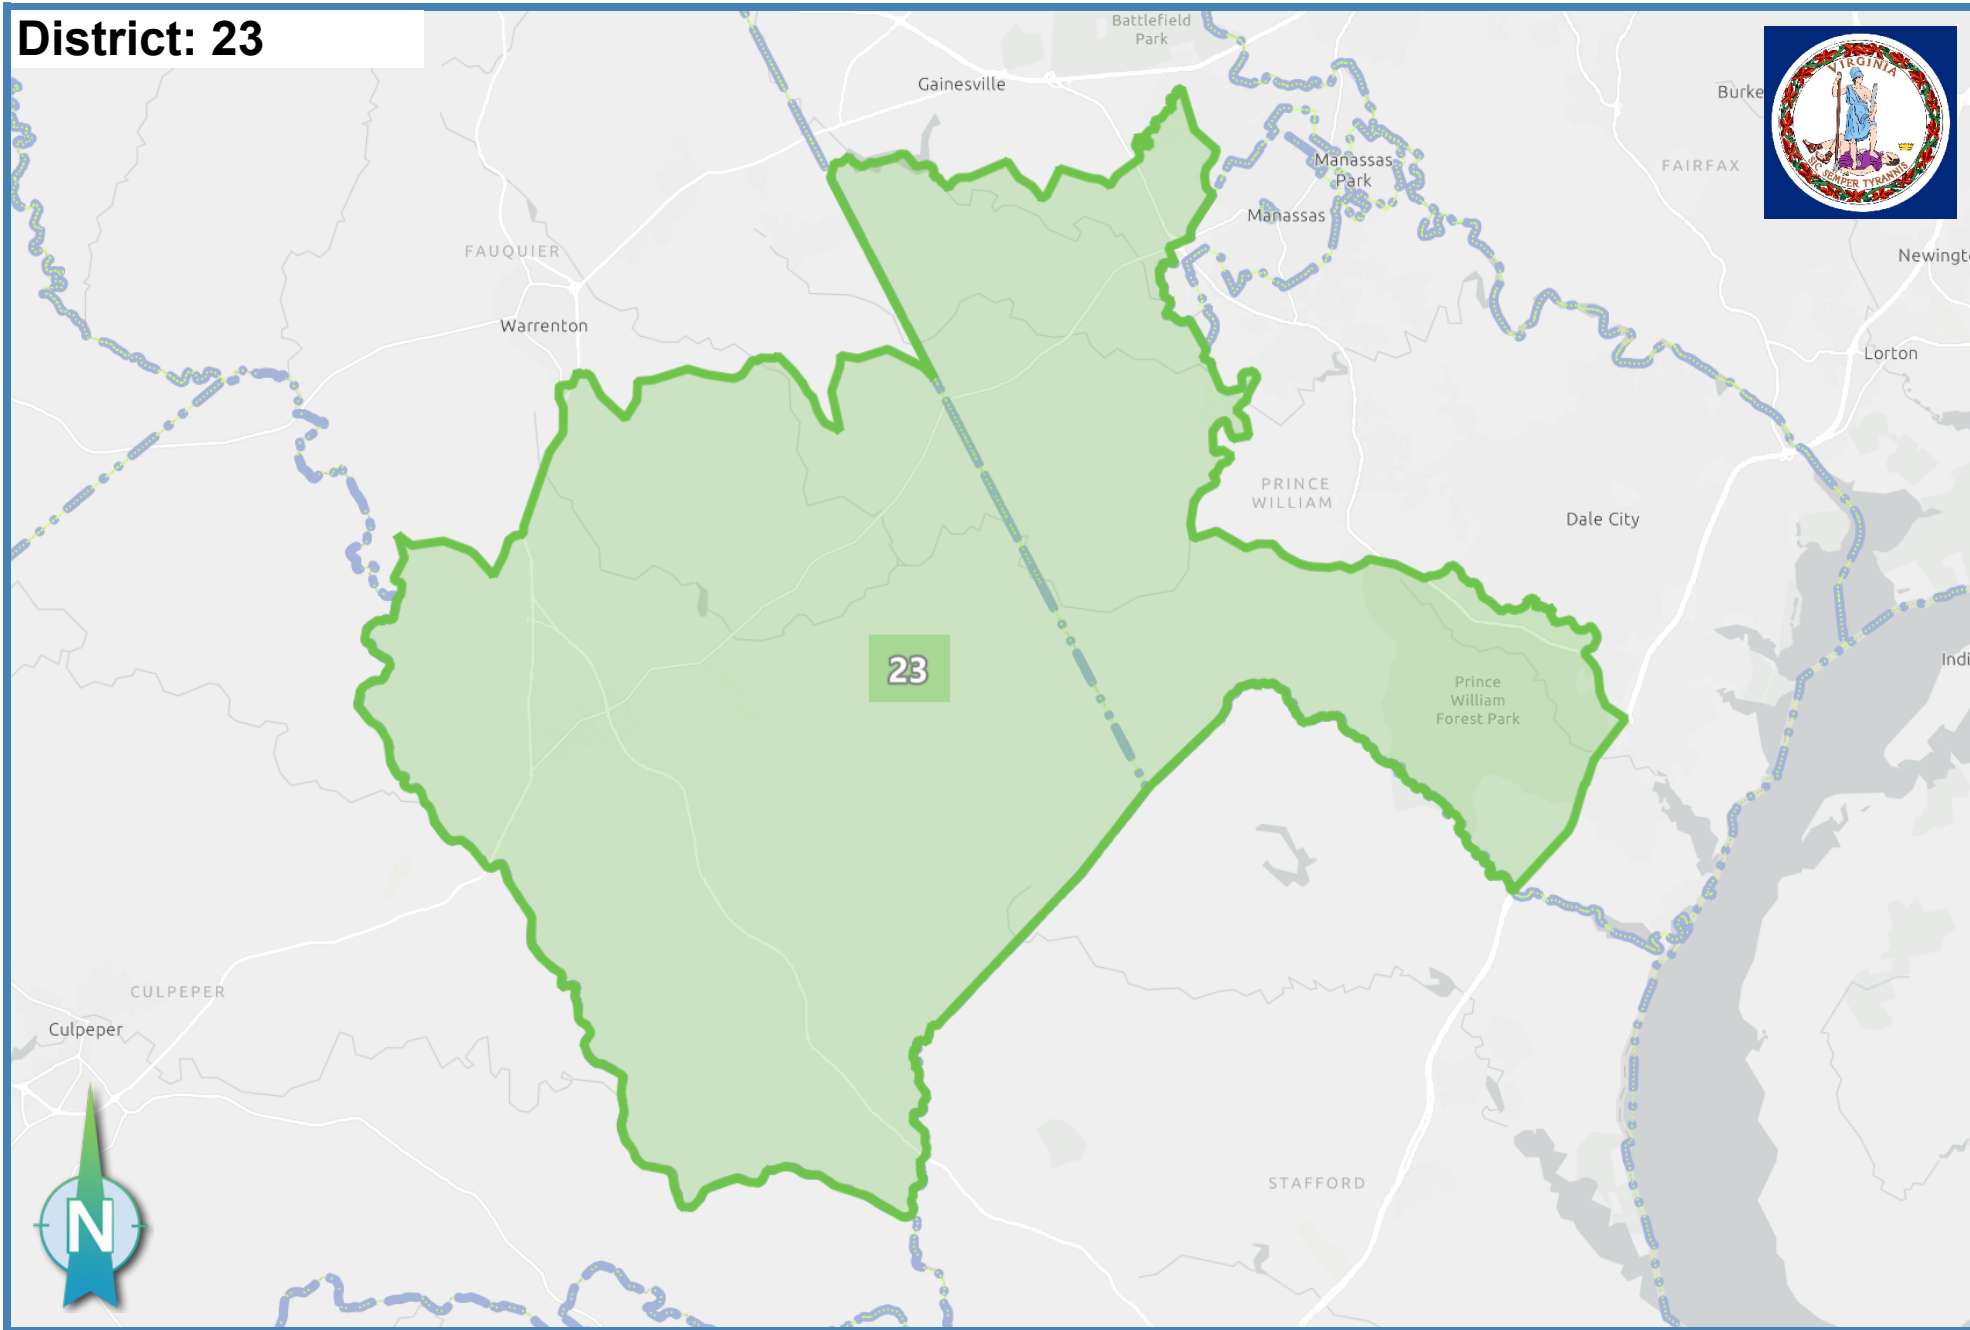 District: 23
Battlefield
Park
Gainesville
Burke
VIRGINIA
SIC SEMPER TYRANNIS
Manassas
Park
FAIRFAX
Manassas
FAUQUIER
Newingt
Warrenton
Lorton
PRINCE
WILLIAM
Dale City
23
Indi
Prince
William
Forest Park
CULPEPER
Culpeper
STAFFORD
N